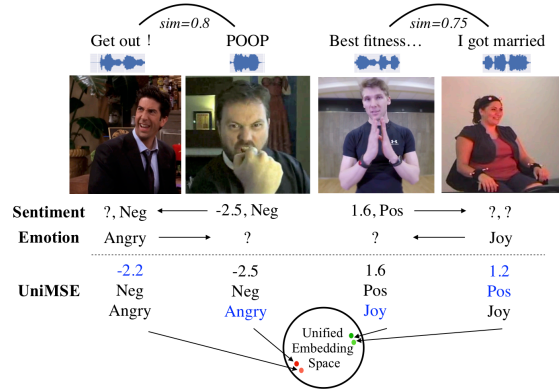 sim=0.8 sim=0.75
Get out ! POOP Best fitness… I got married
Sentiment ?, Neg -2.5, Neg 1.6, Pos ?, ?
Emotion Angry ? ? Joy
-2.2 -2.5 1.6 1.2
UniMSE Neg Neg Pos Pos
Angry Angry Joy Joy
Unified
Embedding
Space